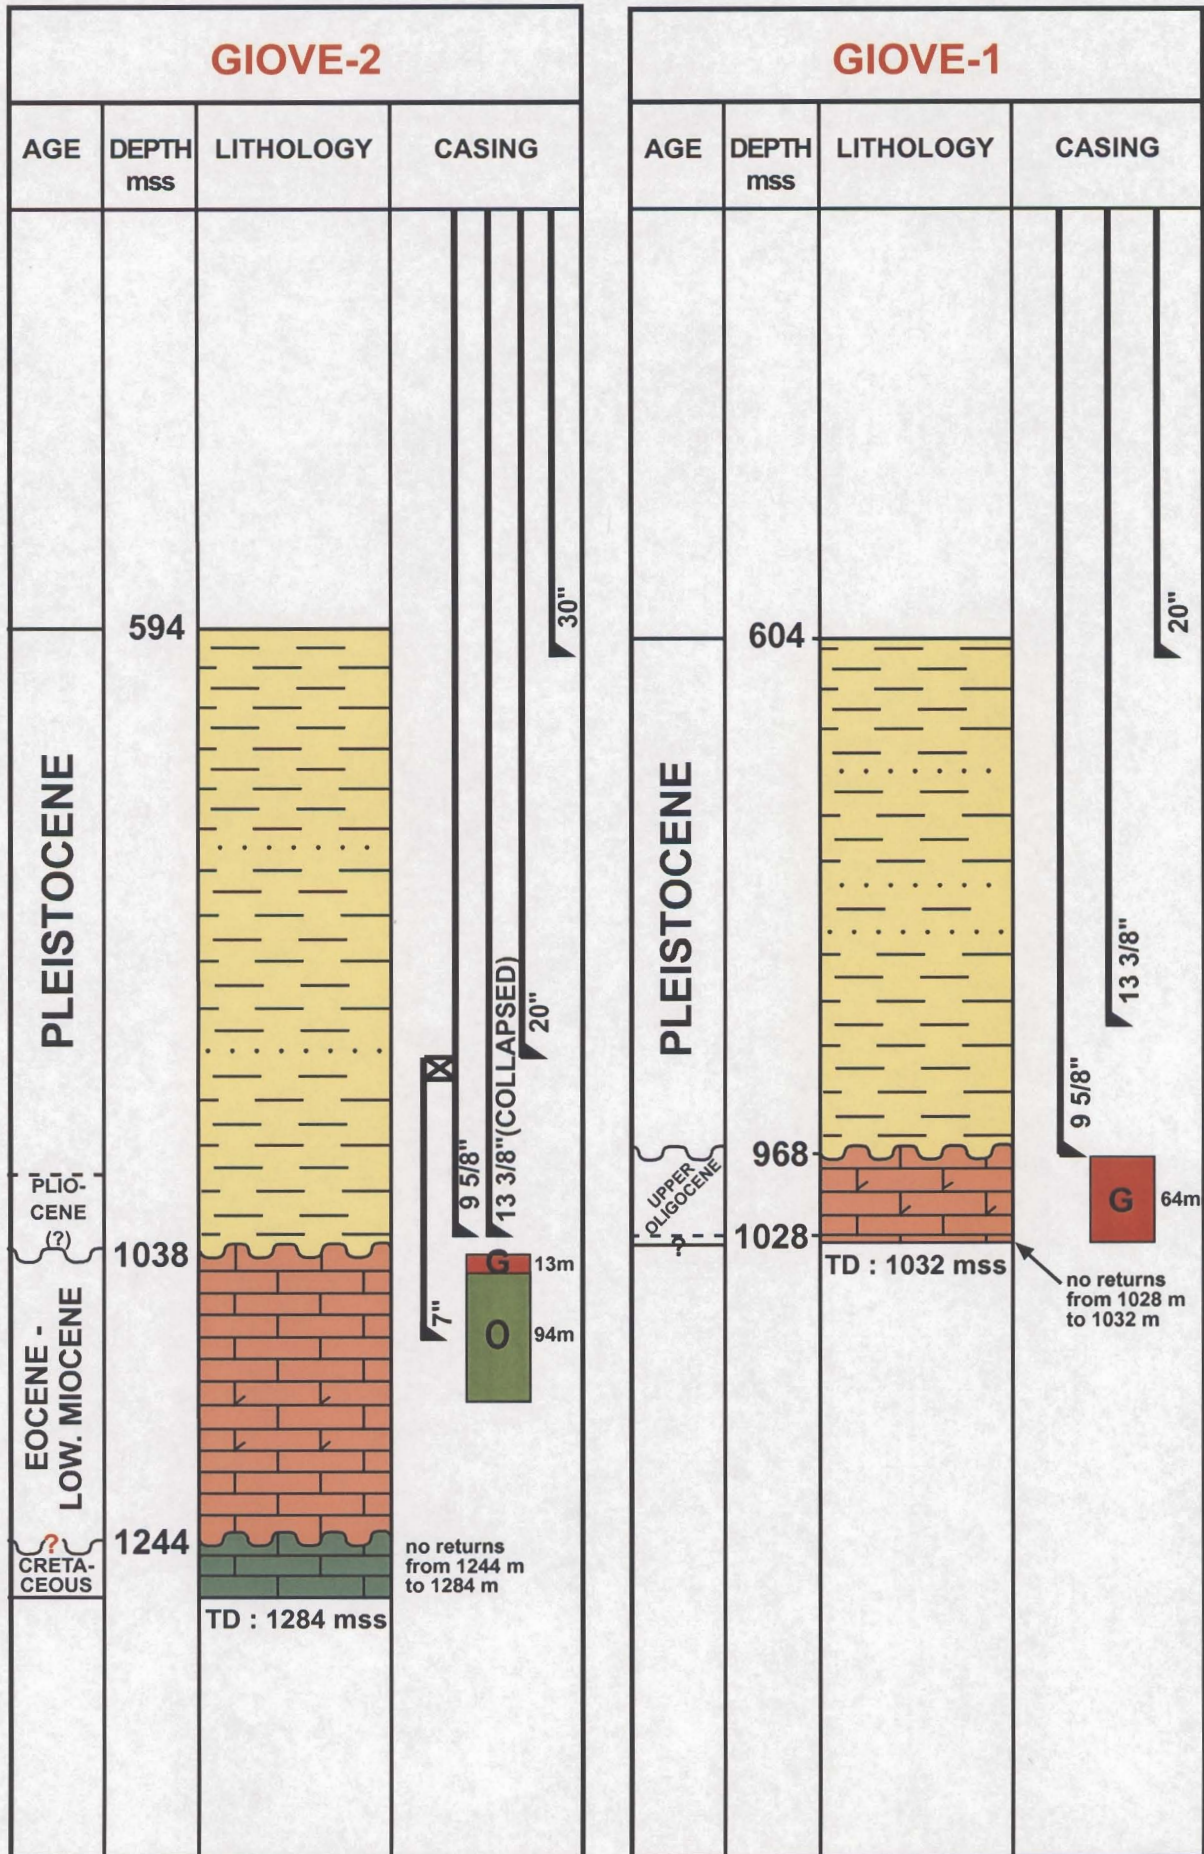 GIOVE-2
AGE
DEPTH
mss
LITHOLOGY
CASING
30"
594
PLEISTOCENE
20"
13 3/8"(COLLAPSED)
9 5/8"
PLIO-
CENE
(?)
1038
G
13m
7"
O
94m
EOCENE -
LOW. MIOCENE
1244
?
CRETA-
CEOUS
no returns
from 1244 m
to 1284 m
TD : 1284 mss
GIOVE-1
AGE
DEPTH
mss
LITHOLOGY
CASING
20"
604
PLEISTOCENE
13 3/8"
9 5/8"
968
UPPER
OLIGOCENE
G
64m
1028
?
TD : 1032 mss
no returns
from 1028 m
to 1032 m